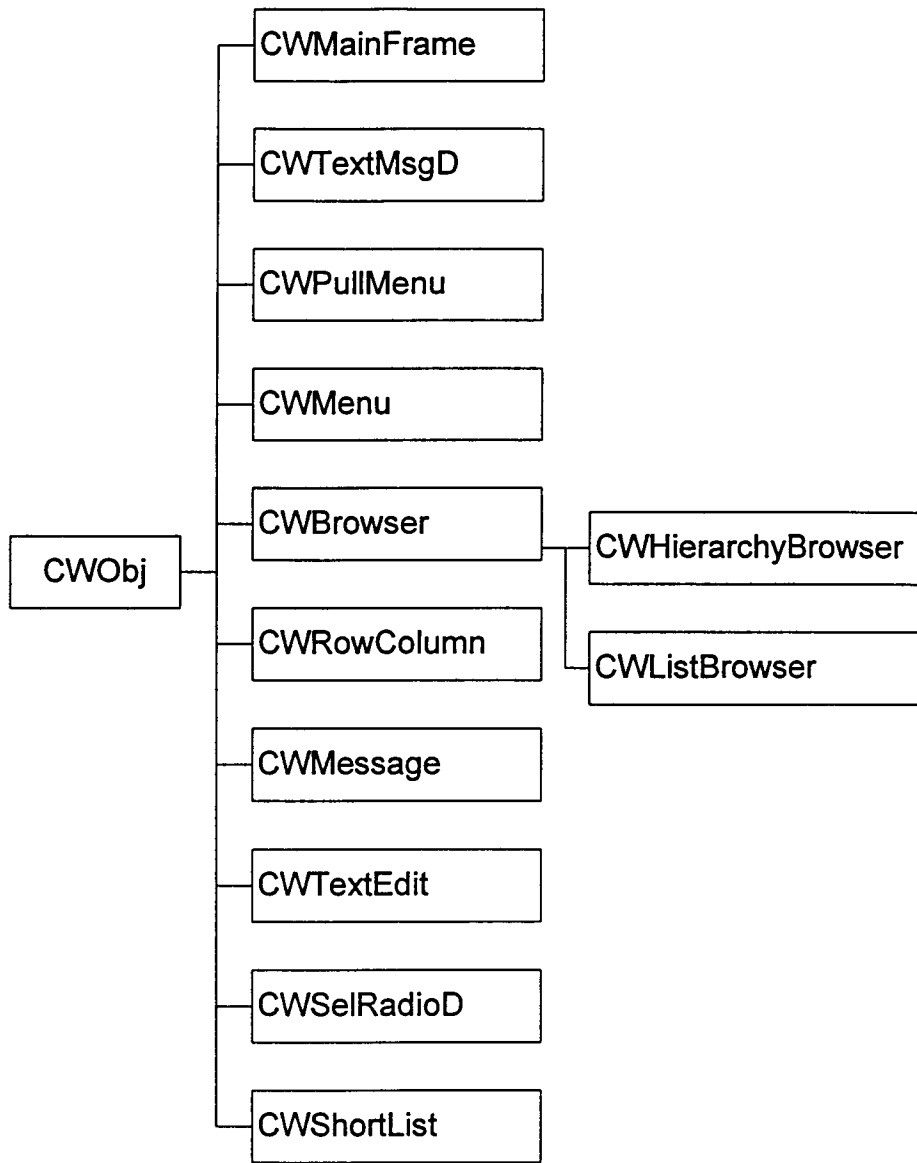 CWMainFrame
CWTextMsgD
CWPullMenu
CWMenu
CWBrowser
CWHierarchyBrowser
CWObj
CWRowColumn
CWListBrowser
CWMessage
CWTextEdit
CWSelRadioD
CWShortList